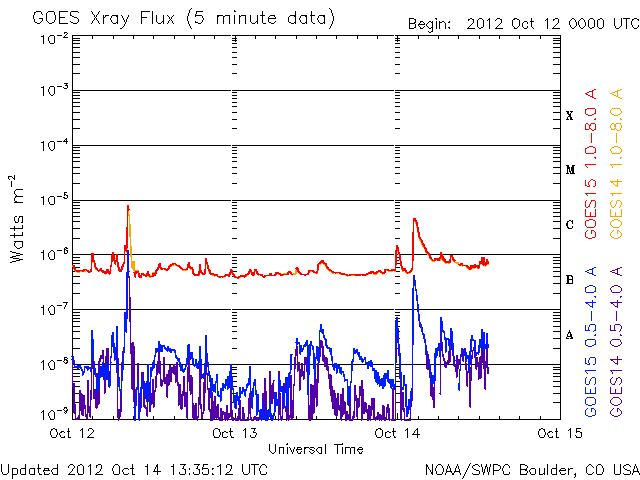 GOES Xray Flux (5 minute data)
Begin: 2012 Oct 12 0000 UTC
10-2
10-3
10-4
10-5
10-6
10-7
10-8
10-9
Watts m-2
X
M
C
B
A
GOES15 1.0-8.0 A
GOES14 1.0-8.0 A
GOES15 0.5-4.0 A
GOES14 0.5-4.0 A
Oct 12 Oct 13 Oct 14 Oct 15
Universal Time
Updated 2012 Oct 14 13:35:12 UTC
NOAA/SWPC Boulder, CO USA